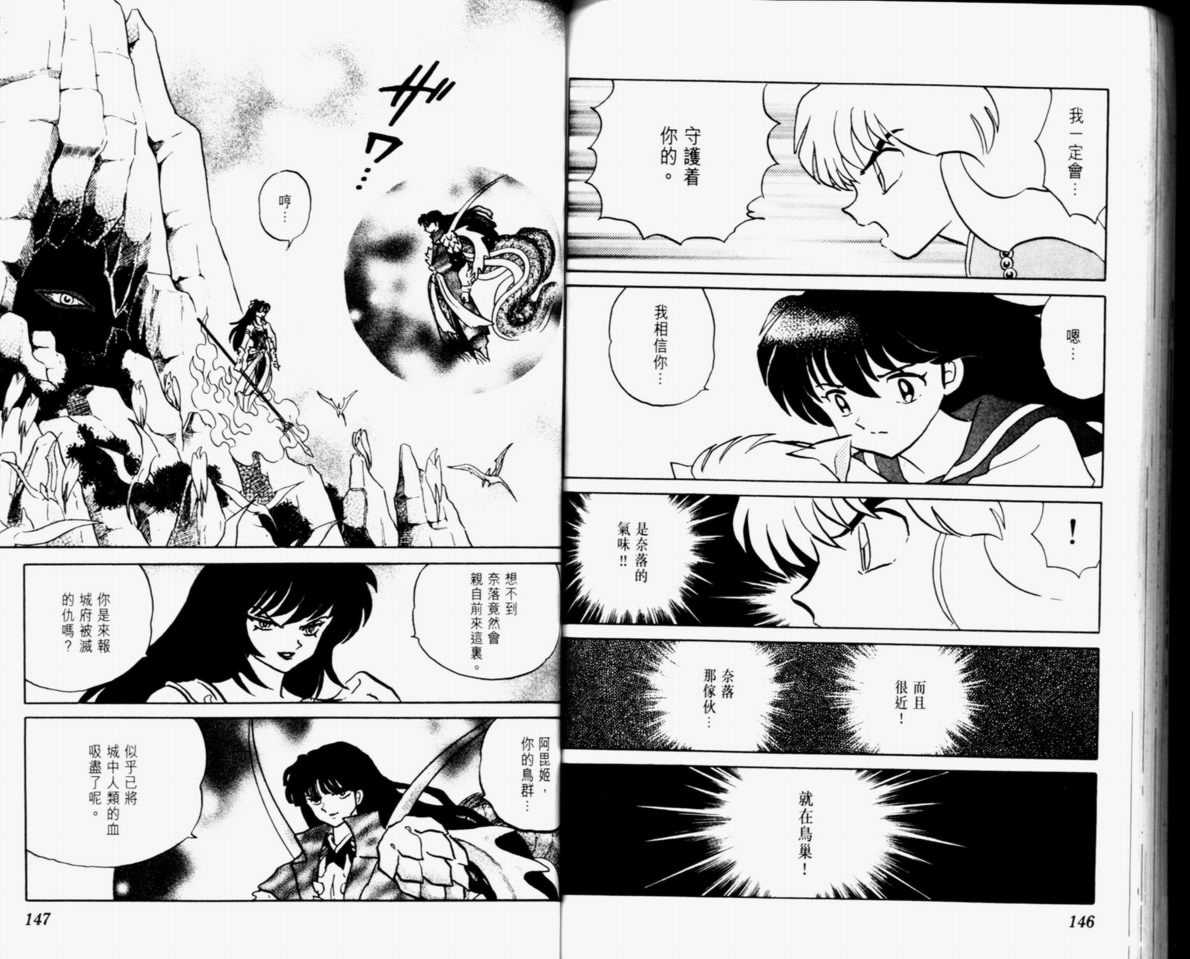 我一定會…
守護着
你的。
嗯…
我相信你…
！
是奈落的
氣味!!
而且
很近！
奈落
那傢伙…
就在鳥巢！
146
ザワ…
哼…
想不到
奈落竟然會
親自前來這裏。
你是來報
城府被滅
的仇嗎？
阿毘姬，
你的鳥群…
似乎已將
城中人類的血
吸盡了呢。
147